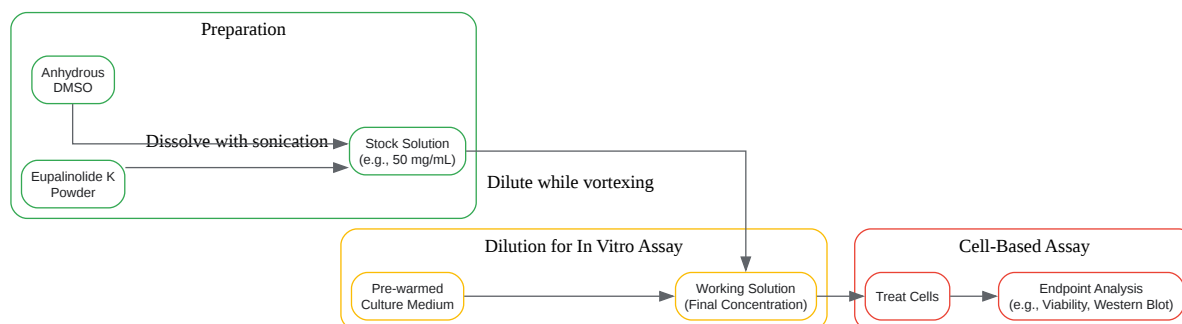 Preparation
Anhydrous
DMSO
Dissolve with sonication
Stock Solution
(e.g., 50 mg/mL)
Eupalinolide K
Powder
Dilute while vortexing
Dilution for In Vitro Assay
Pre-warmed
Culture Medium
Working Solution
(Final Concentration)
Cell-Based Assay
Treat Cells
Endpoint Analysis
(e.g., Viability, Western Blot)